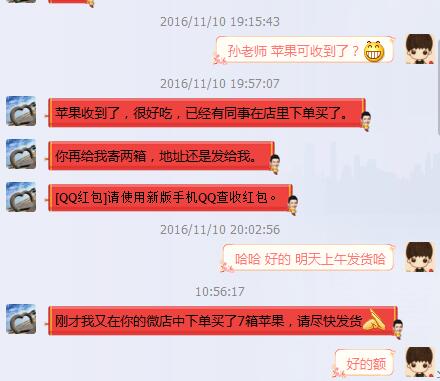 2016/11/10 19:15:43
孙老师 苹果可收到了？
2016/11/10 19:57:07
苹果收到了，很好吃，已经有同事在店里下单买了。
你再给我寄两箱，地址还是发给我。
[QQ红包]请使用新版手机QQ查收红包。
2016/11/10 20:02:56
哈哈 好的 明天上午发货哈
10:56:17
刚才我又在你的微店中下单买了7箱苹果，请尽快发货
好的额